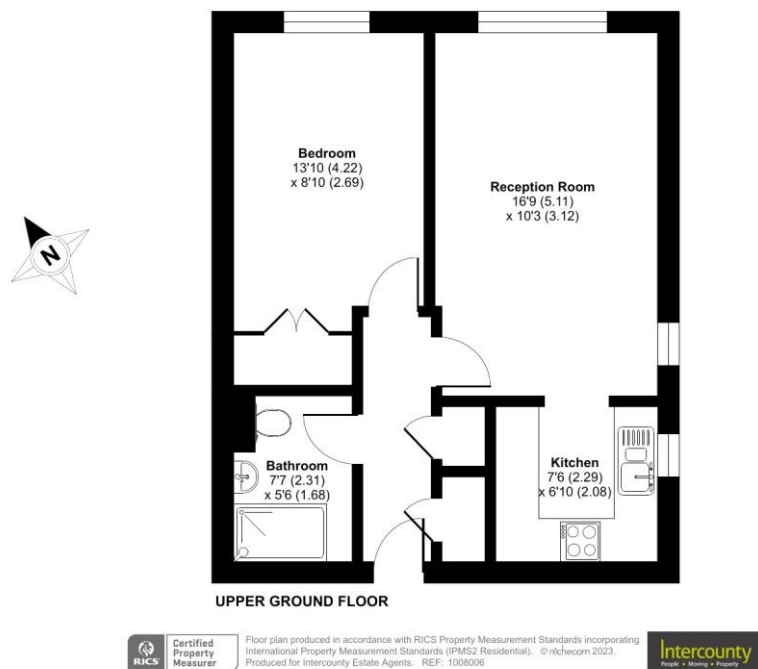 Bedroom
13'10 (4.22)
x 8'10 (2.69)
Reception Room
16'9 (5.11)
x 10'3 (3.12)
N
Bathroom
7'7 (2.31)
x 5'6 (1.68)
Kitchen
7'6 (2.29)
x 6'10 (2.08)
UPPER GROUND FLOOR
RICS
Certified
Property
Measurer
Floor plan produced in accordance with RICS Property Measurement Standards incorporating
International Property Measurement Standards (IPMS2 Residential). © nichecom 2023.
Produced for Intercounty Estate Agents. REF: 1008006
Intercounty
People • Moving • Property